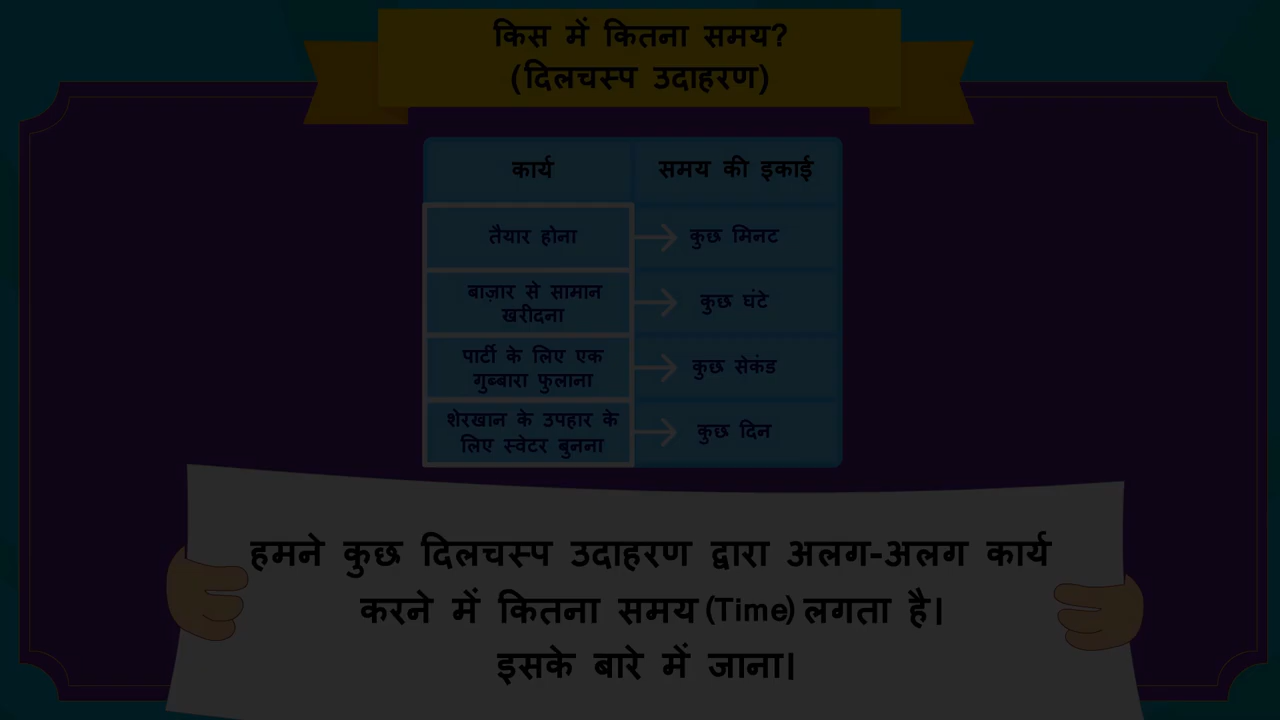 किस में कितना समय?
(दिलचस्प उदाहरण)
कार्य समय की इकाई
तैयार होना कुछ मिनट
बाज़ार से सामान
खरीदना
कुछ घंटे
पार्टी के लिए एक
गुब्बारा फुलाना
कुछ सेकंड
शेरखान के उपहार के
लिए स्वेटर बुनना
कुछ दिन
हमने कुछ दिलचस्प उदाहरण द्वारा अलग-अलग कार्य
करने में कितना समय (Time) लगता है|
इसके बारे में जाना|